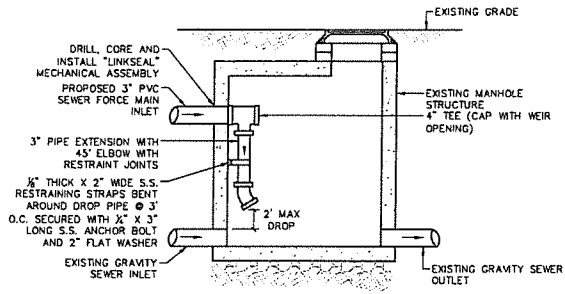 EXISTING GRADE
DRILL, CORE AND
INSTALL "LINKSEAL"
MECHANICAL ASSEMBLY
PROPOSED 3" PVC
SEWER FORCE MAIN
INLET
EXISTING MANHOLE
STRUCTURE
4" TEE (CAP WITH WEIR
OPENING)
3" PIPE EXTENSION WITH
45' ELBOW WITH
RESTRAINT JOINTS
⅛" THICK X 2" WIDE S.S.
RESTRAINING STRAPS BENT
AROUND DROP PIPE @ 3'
O.C. SECURED WITH ¼" X 3"
LONG S.S. ANCHOR BOLT
AND 2" FLAT WASHER
2' MAX
DROP
EXISTING GRAVITY
SEWER INLET
EXISTING GRAVITY SEWER
OUTLET